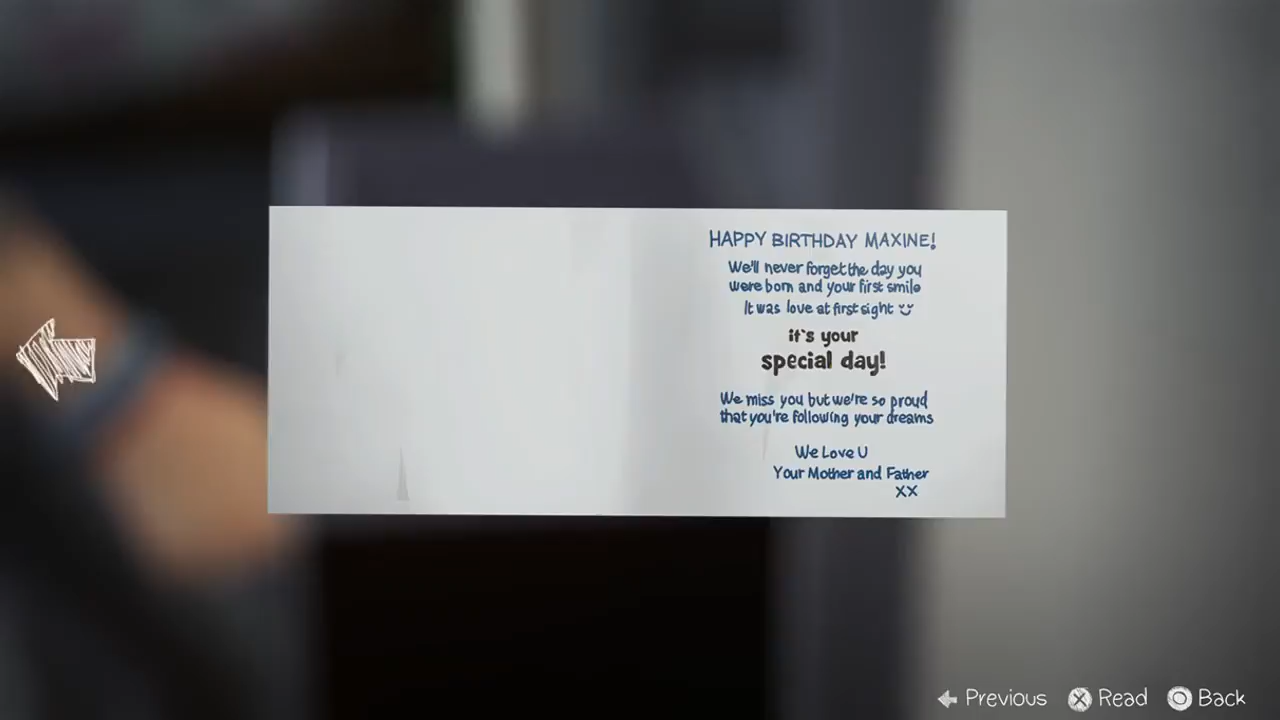 HAPPY BIRTHDAY MAXINE!
We'll never forget the day you
were born and your first smile
It was love at first sight
it's your
special day!
We miss you but we're so proud
that you're following your dreams
We Love U
Your Mother and Father
XX
Previous
Read
Back